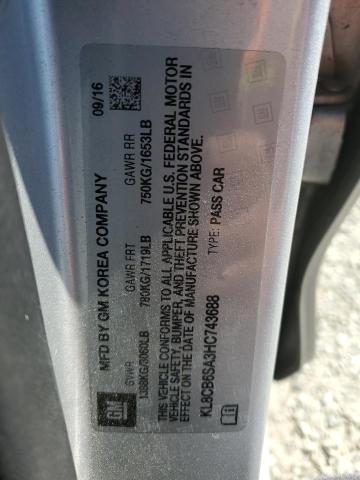 MFD BY GM KOREA COMPANY 09/16
GVWR GAWR FRT GAWR RR
1388KG/3060LB 780KG/1719LB 750KG/1653LB
THIS VEHICLE CONFORMS TO ALL APPLICABLE U.S. FEDERAL MOTOR
VEHICLE SAFETY, BUMPER, AND THEFT PREVENTION STANDARDS IN
EFFECT ON THE DATE OF MANUFACTURE SHOWN ABOVE.
KL8CB6SA3HC743688 TYPE: PASS CAR
GM